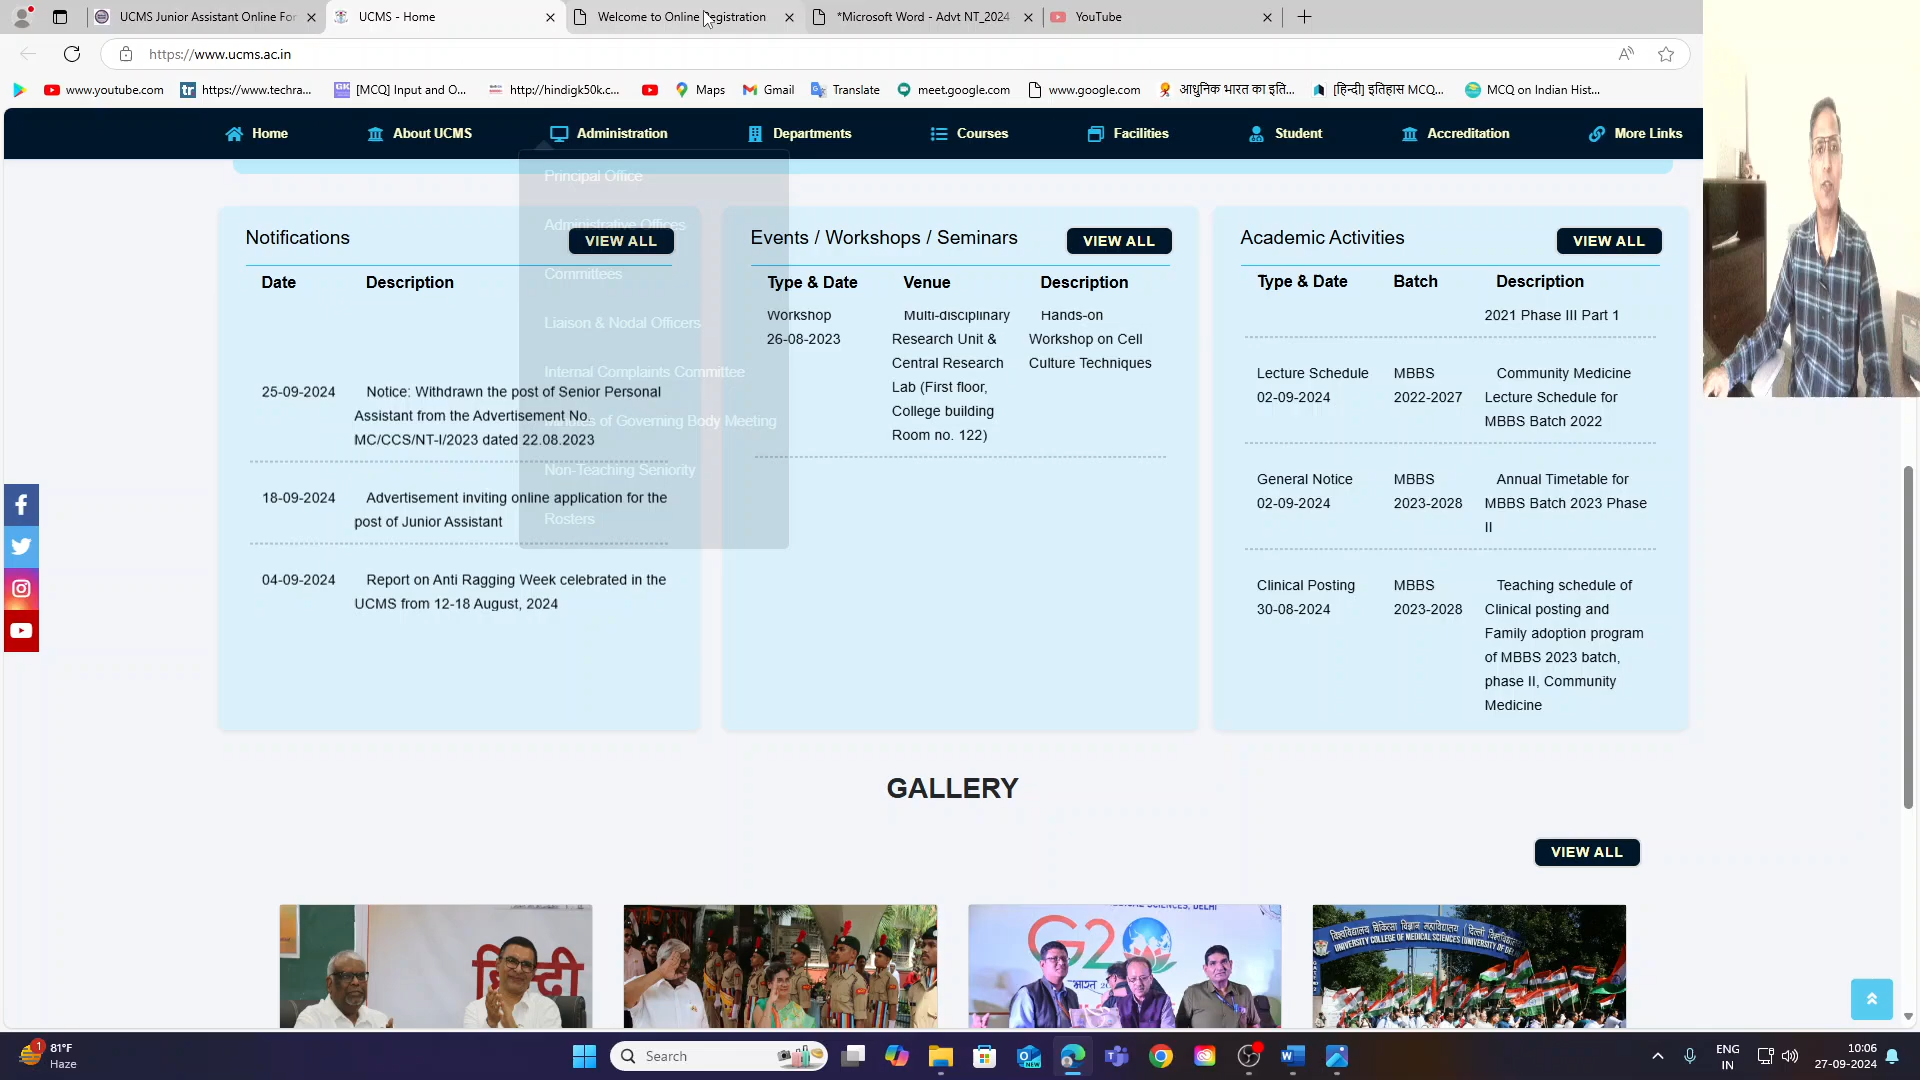 UCMS Junior Assistant Online For
UCMS - Home
Welcome to Online Registration
*Microsoft Word - Advt NT_2024
YouTube
https://www.ucms.ac.in
www.youtube.com
https://www.techra...
[MCQ] Input and O...
http://hindigk50k.c...
Maps
Gmail
Translate
meet.google.com
www.google.com
आधुनिक भारत का इति...
[हिन्दी] इतिहास MCQ...
MCQ on Indian Hist...
Home
About UCMS
Administration
Departments
Courses
Facilities
Student
Accreditation
More Links
Principal Office
Administrative Offices
Committees
Liaison & Nodal Officers
Internal Complaints Committee
Minutes of Governing Body Meeting
Non-Teaching Seniority
Rosters
Notifications
VIEW ALL
Date Description
25-09-2024 Notice: Withdrawn the post of Senior Personal
Assistant from the Advertisement No.
MC/CCS/NT-I/2023 dated 22.08.2023
18-09-2024 Advertisement inviting online application for the
post of Junior Assistant
04-09-2024 Report on Anti Ragging Week celebrated in the
UCMS from 12-18 August, 2024
Events / Workshops / Seminars
VIEW ALL
Type & Date Venue Description
Workshop Multi-disciplinary Hands-on
26-08-2023 Research Unit & Workshop on Cell
Central Research Culture Techniques
Lab (First floor,
College building
Room no. 122)
Academic Activities
VIEW ALL
Type & Date Batch Description
2021 Phase III Part 1
Lecture Schedule MBBS Community Medicine
02-09-2024 2022-2027 Lecture Schedule for
MBBS Batch 2022
General Notice MBBS Annual Timetable for
02-09-2024 2023-2028 MBBS Batch 2023 Phase
II
Clinical Posting MBBS Teaching schedule of
30-08-2024 2023-2028 Clinical posting and
Family adoption program
of MBBS 2023 batch,
phase II, Community
Medicine
GALLERY
VIEW ALL
हिन्दी
G20
विश्वविद्यालय चिकित्सा विज्ञान महाविद्यालय (दिल्ली विश्वविद्यालय)
81°F
Haze
Search
ENG
IN
10:06
27-09-2024